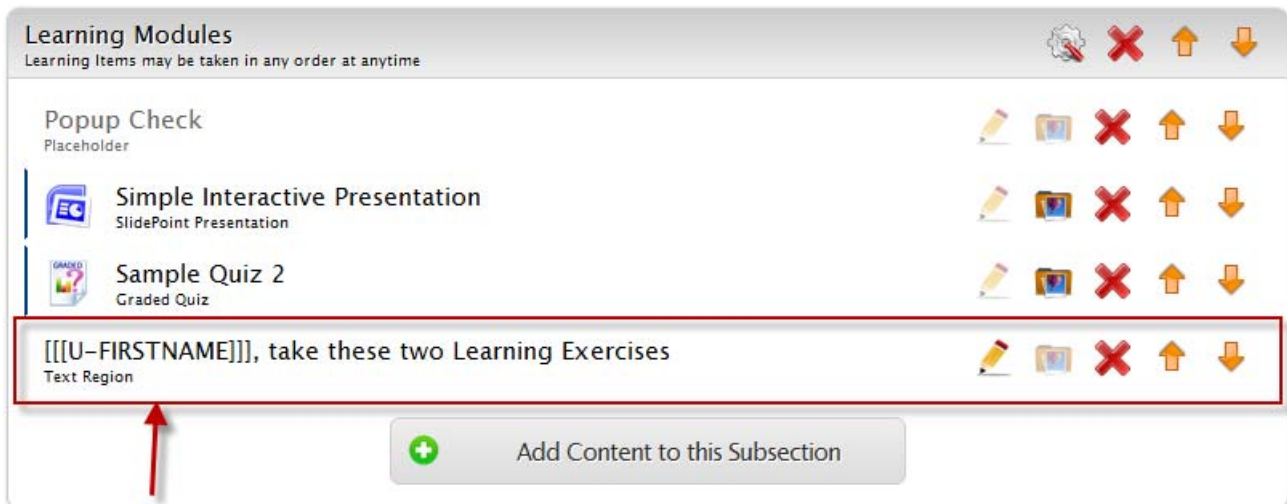 Learning Modules
Learning Items may be taken in any order at anytime
Popup Check
Placeholder
Simple Interactive Presentation
SlidePoint Presentation
GRADED
Sample Quiz 2
Graded Quiz
[[[U-FIRSTNAME]]], take these two Learning Exercises
Text Region
Add Content to this Subsection